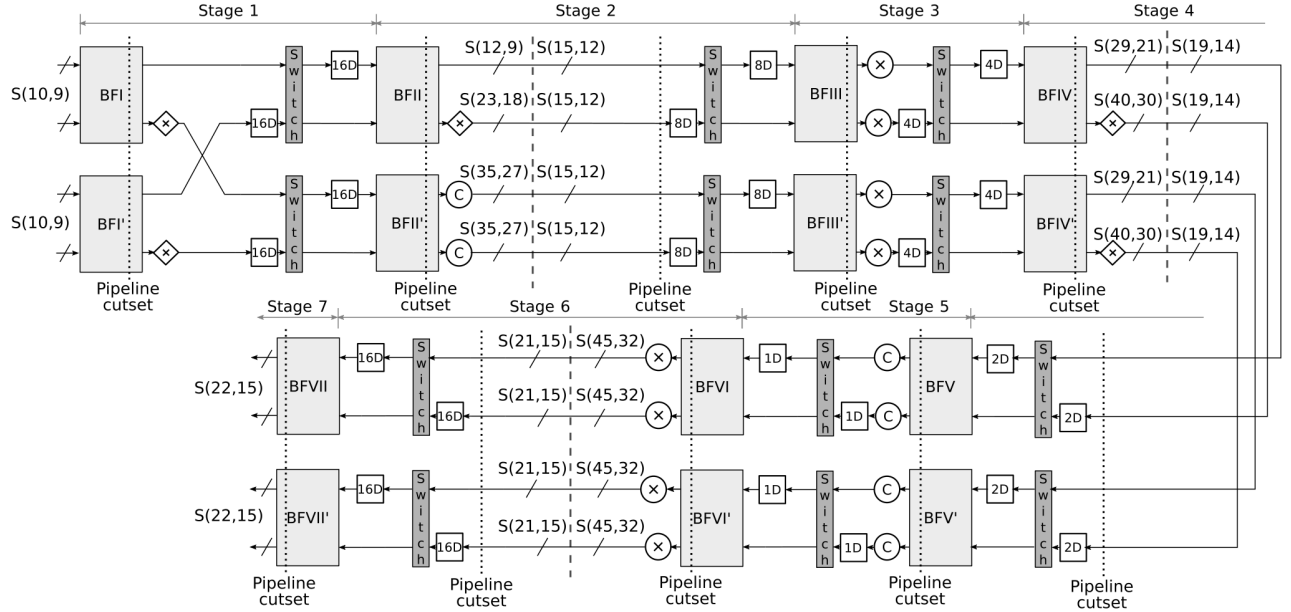 Stage 1 Stage 2 Stage 3 Stage 4
S(12,9) S(15,12) S(29,21) S(19,14)
16D 8D 4D
S(10,9) BFI BFII S(23,18) S(15,12) BFIII BFIV S(40,30) S(19,14)
× 16D Switch × 8D Switch × × 4D Switch ×
S(35,27) S(15,12) S(29,21) S(19,14)
16D C 8D × 4D
S(10,9) BFI' BFII' S(35,27) S(15,12) BFIII' BFIV' S(40,30) S(19,14)
× 16D Switch C 8D Switch × 4D Switch ×
Pipeline Pipeline Pipeline Pipeline Pipeline
cutset cutset cutset cutset cutset
Stage 7 Stage 6 Stage 5
S(21,15) S(45,32)
16D × 1D C 2D
S(22,15) BFVII S(21,15) S(45,32) BFVI BFV
Switch 16D × Switch 1D C Switch 2D
S(21,15) S(45,32)
16D × 1D C 2D
S(22,15) BFVII' S(21,15) S(45,32) BFVI' BFV'
Switch 16D × Switch 1D C Switch 2D
Pipeline Pipeline Pipeline Pipeline Pipeline
cutset cutset cutset cutset cutset